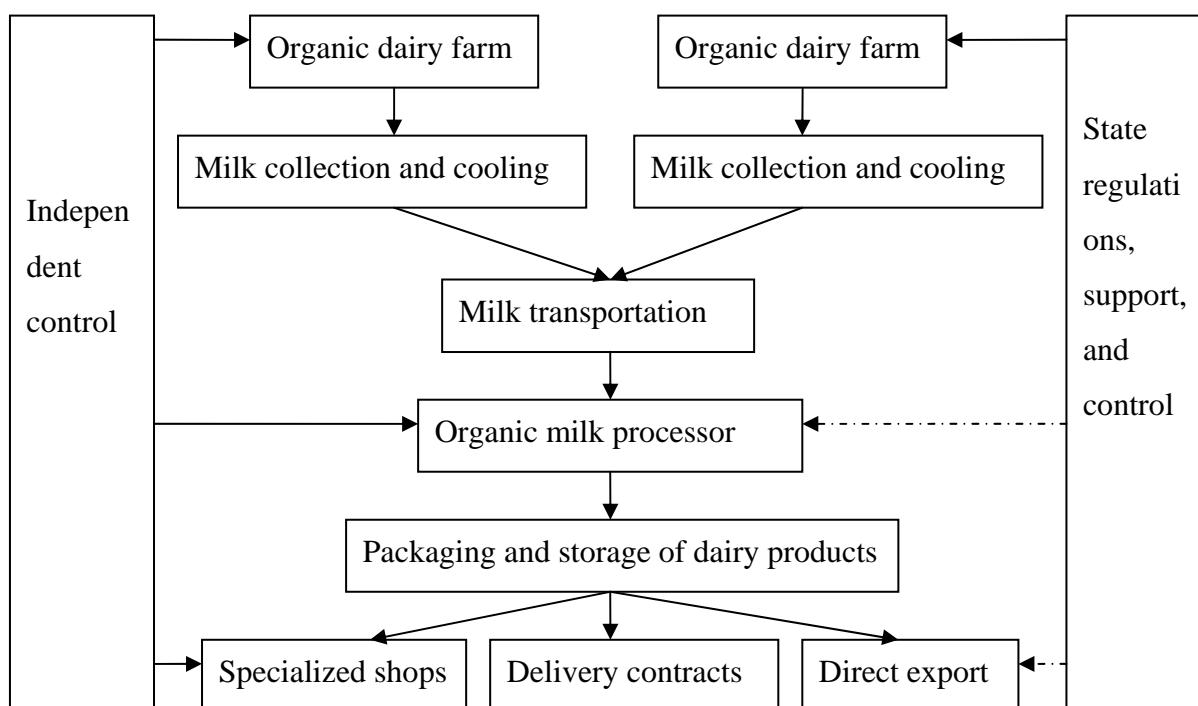 Organic dairy farm
Organic dairy farm
Milk collection and cooling
Milk collection and cooling
Indepen
dent
control
State
regulati
ons,
support,
and
control
Milk transportation
Organic milk processor
Packaging and storage of dairy products
Specialized shops
Delivery contracts
Direct export